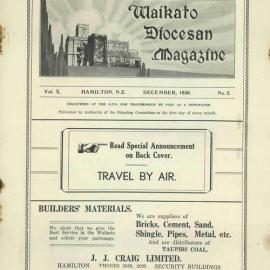 Waikato
Diocesan
Magazine
Vol. X. HAMILTON, N.Z. DECEMBER, 1936. No. 2
REGISTERED AT THE G.P.O. FOR TRANSMISSION BY POST AS A NEWSPAPER.
Published by Authority of the Standing Committee on the first day of every month.
Read Special Announcement
on Back Cover.
TRAVEL BY AIR.
BUILDERS' MATERIALS.
We claim that we give the
Best Service in the Waikato
and solicit your patronage.
We are suppliers of
Bricks, Cement, Sand,
Shingle, Pipes, Metal, etc.
And are distributors of
TAUPIRI COAL.
J. J. CRAIG LIMITED.
HAMILTON 'PHONES SECURITY BUILDINGS